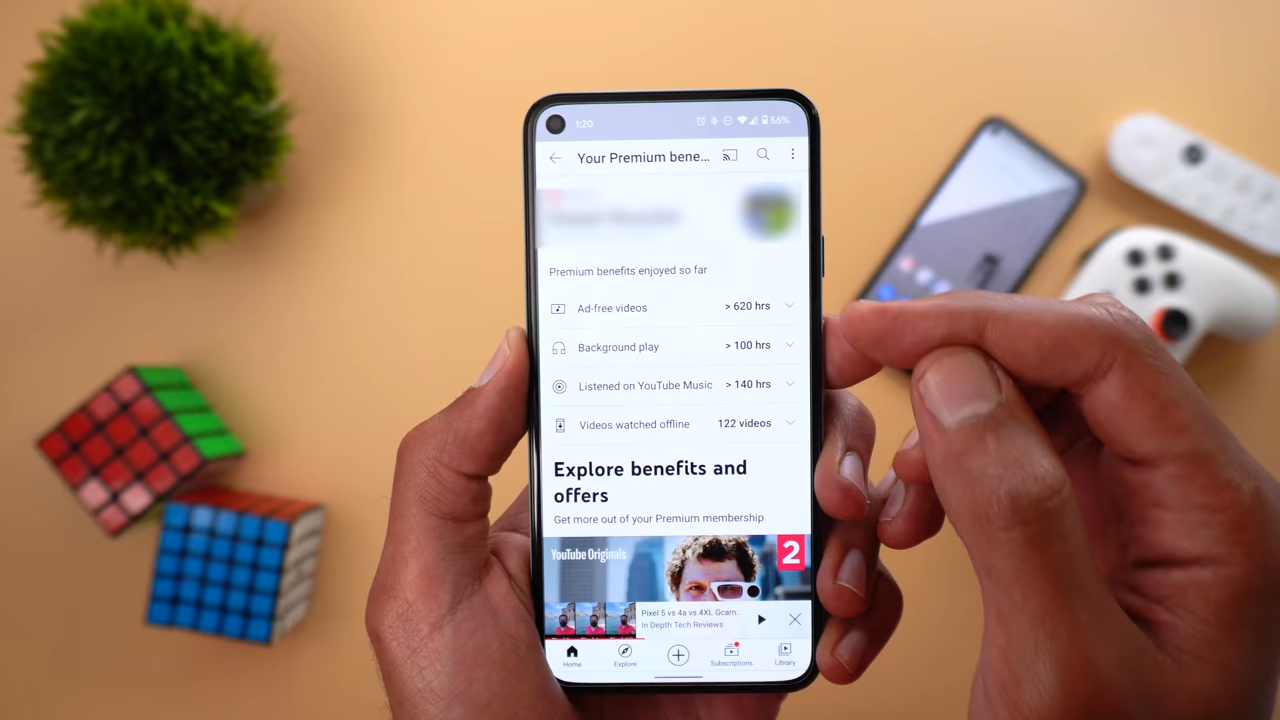 1:20 56%
Your Premium bene...
Premium benefits enjoyed so far
Ad-free videos > 620 hrs
Background play > 100 hrs
Listened on YouTube Music > 140 hrs
Videos watched offline 122 videos
Explore benefits and
offers
Get more out of your Premium membership
YouTube Originals 2
Pixel 5 vs 4a vs 4XL Gcam..
In Depth Tech Reviews
Home Explore Subscriptions Library